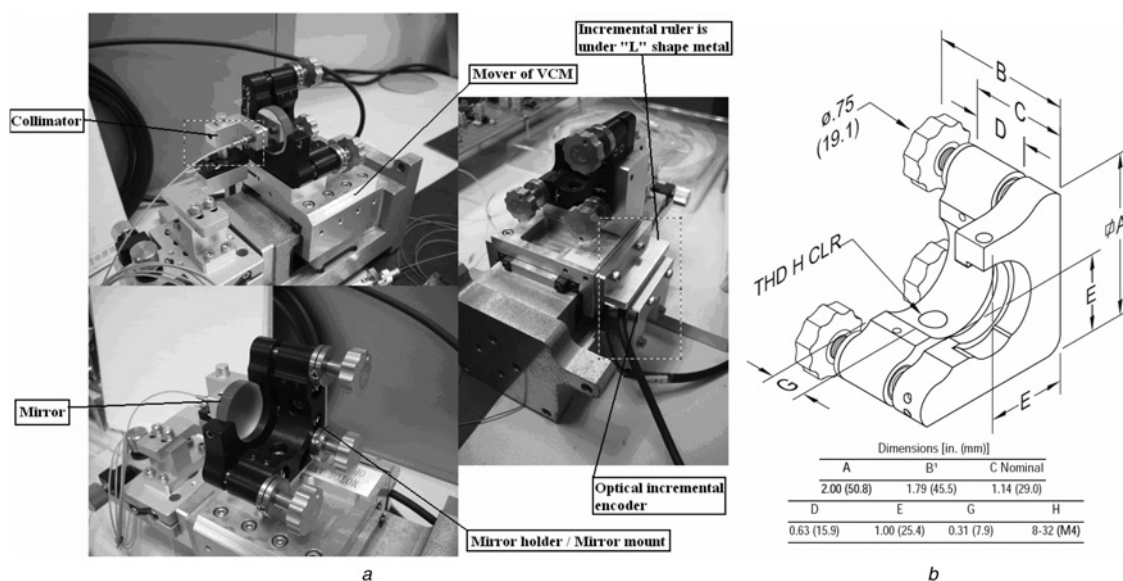 Incremental ruler is
under "L" shape metal
Mover of VCM
Collimator
Mirror
Optical incremental
encoder
Mirror holder / Mirror mount
a
B
C
D
ø.75
(19.1)
ϕA
THD H CLR
E
G
E
Dimensions [in. (mm)]
A B¹ C Nominal
2.00 (50.8) 1.79 (45.5) 1.14 (29.0)
D E G H
0.63 (15.9) 1.00 (25.4) 0.31 (7.9) 8-32 (M4)
b